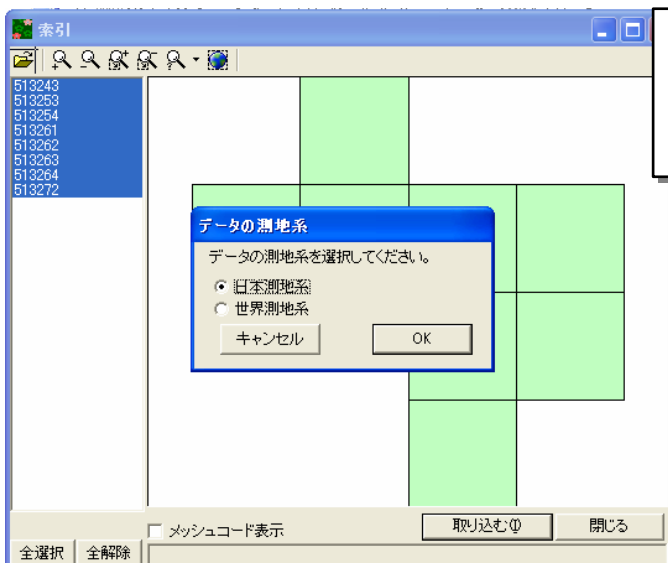 索引
513243
513253
513254
513261
513262
513263
513264
513272
データの測地系
データの測地系を選択してください。
日本測地系
世界測地系
キャンセル
OK
メッシュコード表示
取り込む(I)
閉じる
全選択
全解除